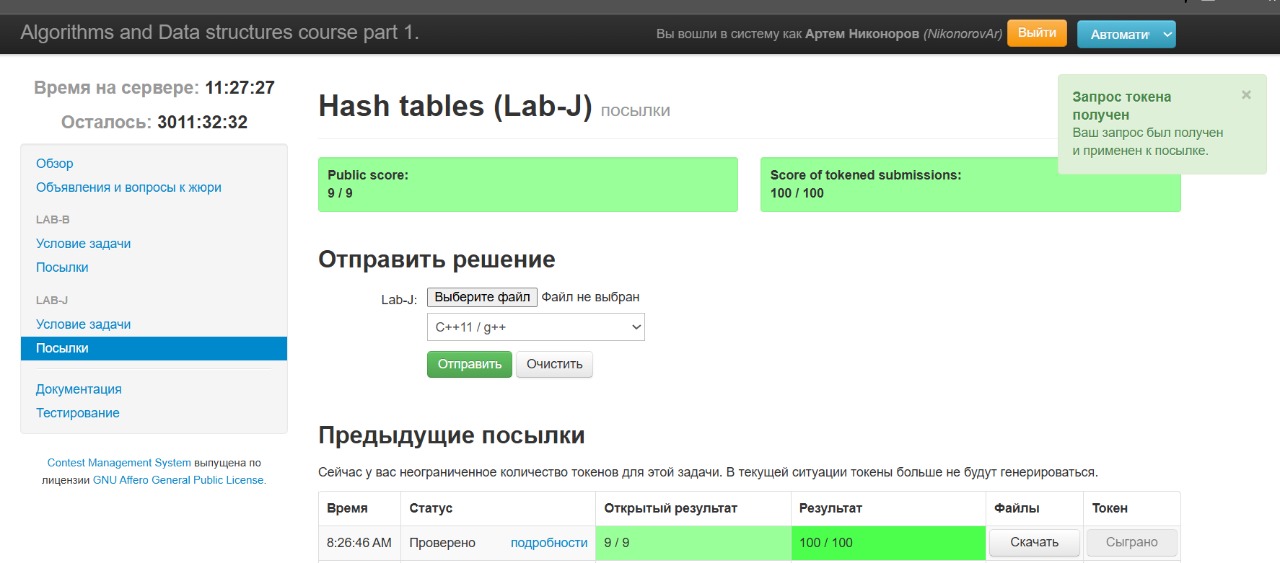 Algorithms and Data structures course part 1.
Вы вошли в систему как Артем Никоноров (NikonorovAr) Выйти Автомати
Время на сервере: 11:27:27
Осталось: 3011:32:32
Обзор
Объявления и вопросы к жюри
LAB-B
Условие задачи
Посылки
LAB-J
Условие задачи
Посылки
Документация
Тестирование
Contest Management System выпущена по
лицензии GNU Affero General Public License.
Hash tables (Lab-J) посылки
Запрос токена
получен
Ваш запрос был получен
и применен к посылке.
×
Public score:
9 / 9
Score of tokened submissions:
100 / 100
Отправить решение
Lab-J: Выберите файл Файл не выбран
C++11 / g++
Отправить Очистить
Предыдущие посылки
Сейчас у вас неограниченное количество токенов для этой задачи. В текущей ситуации токены больше не будут генерироваться.
Время Статус Открытый результат Результат Файлы Токен
8:26:46 AM Проверено подробности 9 / 9 100 / 100 Скачать Сыграно